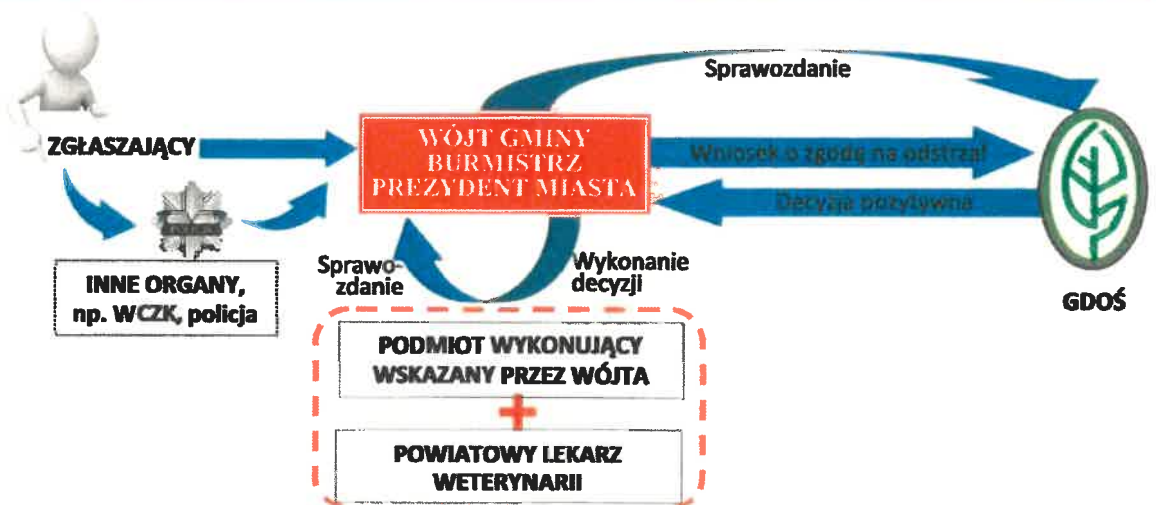 Sprawozdanie
ZGŁASZAJĄCY
WÓJT GMINY
BURMISTRZ
PREZYDENT MIASTA
Wniosek o zgodę na odstrzał
Decyzja pozytywna
INNE ORGANY,
np. WCZK, policja
Sprawo-
zdanie
Wykonanie
decyzji
GDOŚ
PODMIOT WYKONUJĄCY
WSKAZANY PRZEZ WÓJTA
POWIATOWY LEKARZ
WETERYNARII